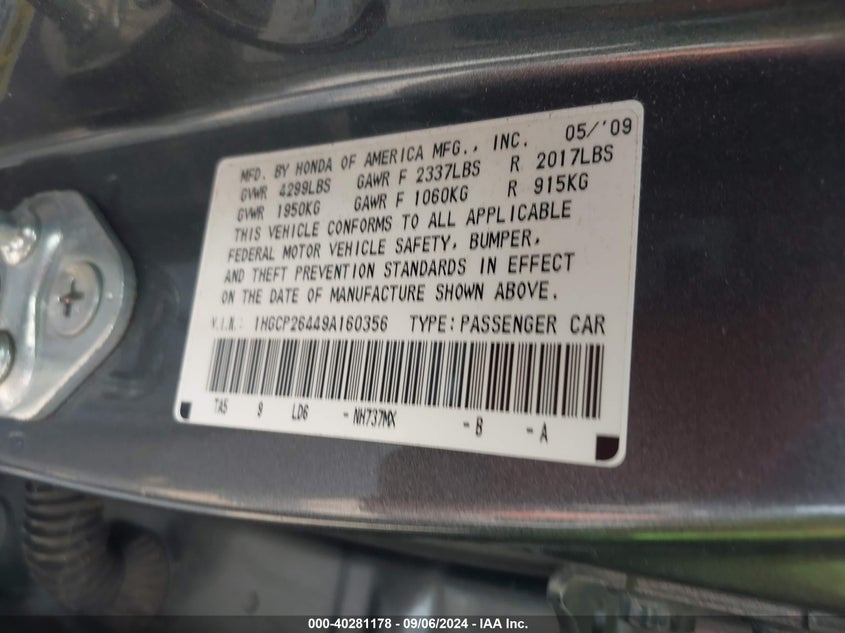 MFD. BY HONDA OF AMERICA MFG., INC. 05/'09
GVWR 4299LBS GAWR F 2337LBS R 2017LBS
GVWR 1950KG GAWR F 1060KG R 915KG
THIS VEHICLE CONFORMS TO ALL APPLICABLE
FEDERAL MOTOR VEHICLE SAFETY, BUMPER,
AND THEFT PREVENTION STANDARDS IN EFFECT
ON THE DATE OF MANUFACTURE SHOWN ABOVE.
V.I.N.: 1HGCP26449A160356 TYPE:PASSENGER CAR
TA5 9 LD6 -NH737MX -B -A
000-40281178 - 09/06/2024 - IAA Inc.